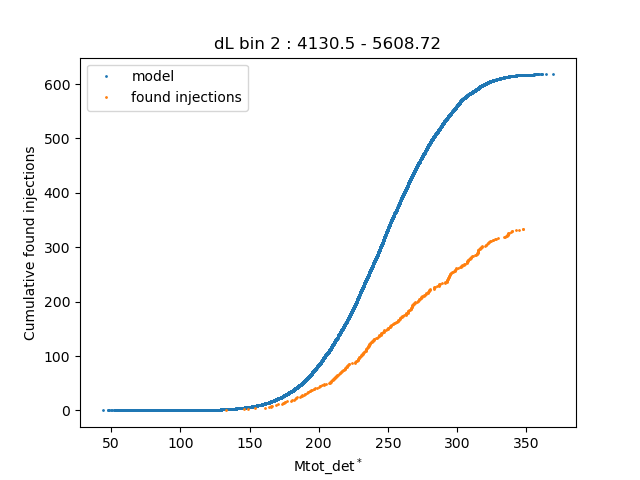 dL bin 2 : 4130.5 - 5608.72
model
found injections
Cumulative found injections
600
500
400
300
200
100
0
50 100 150 200 250 300 350
Mtot_det*